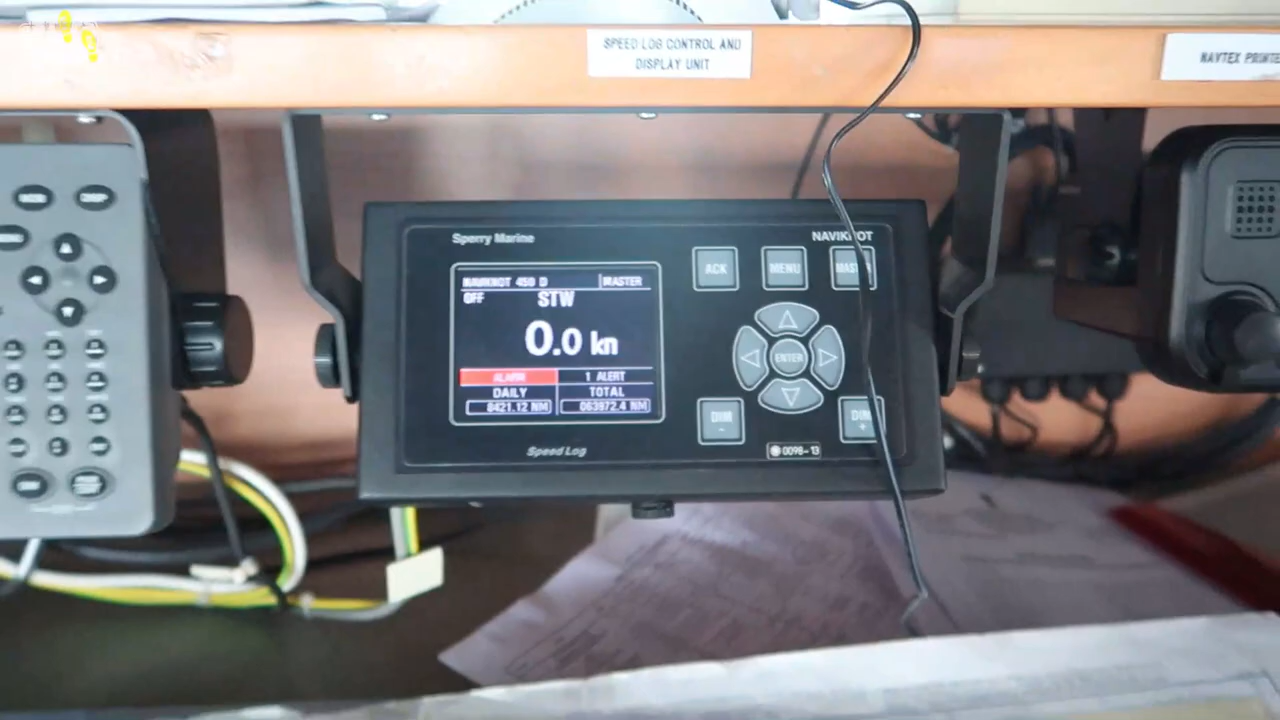 SPEED LOG CONTROL AND
DISPLAY UNIT
NAVTEX PRINTE
Sperry Marine
NAVIKNOT
NAVIKNOT 450 D
MASTER
OFF
STW
0.0 kn
ALARM
1 ALERT
DAILY
TOTAL
8421.12 NM
063972.4 NM
Speed Log
ACK
MENU
MASTER
ENTER
DIM
-
DIM
+
0098-13